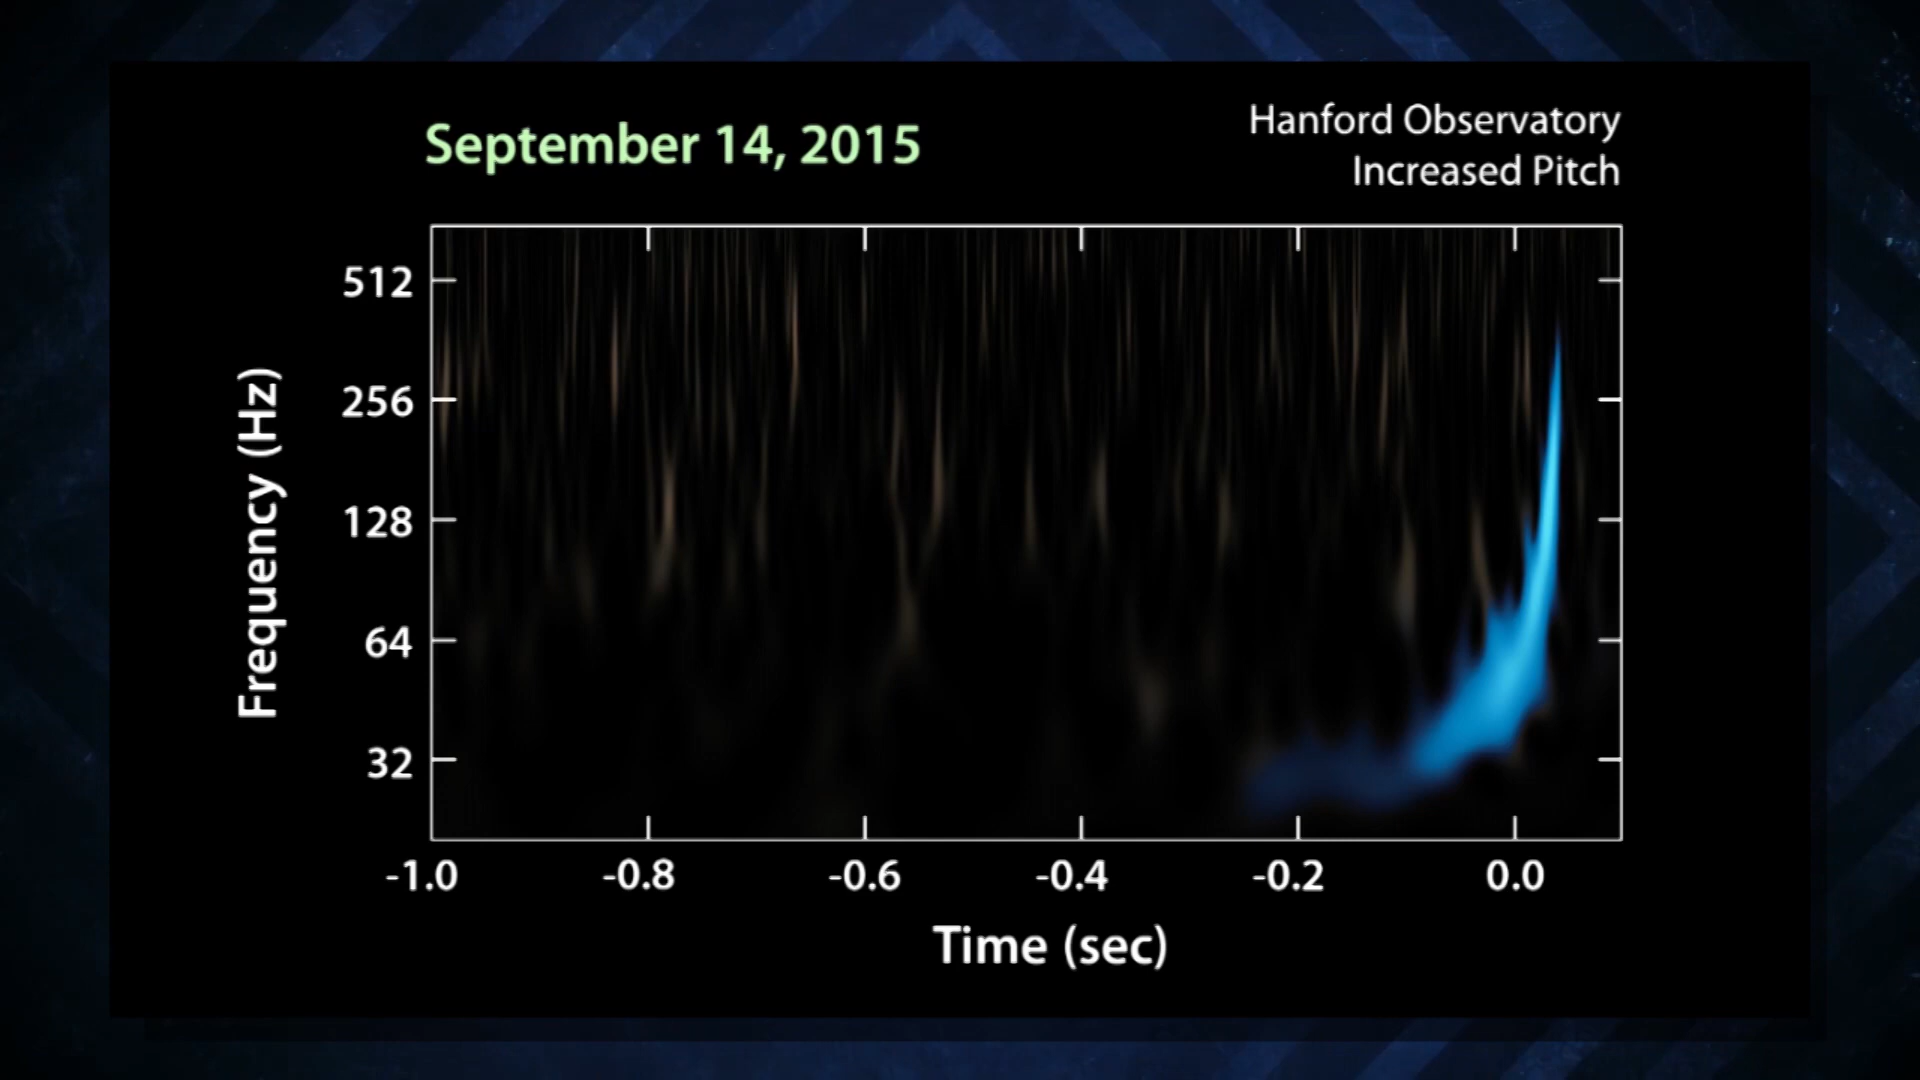 September 14, 2015
Hanford Observatory
Increased Pitch
Frequency (Hz)
512
256
128
64
32
-1.0 -0.8 -0.6 -0.4 -0.2 0.0
Time (sec)